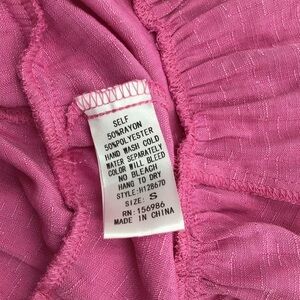 SELF
50%RAYON
50%POLYESTER
HAND WASH COLD
WATER SEPARATELY
COLOR WILL BLEED
NO BLEACH
HANG TO DRY
STYLE:H12867D
SIZE: S
RN: 156986
MADE IN CHINA